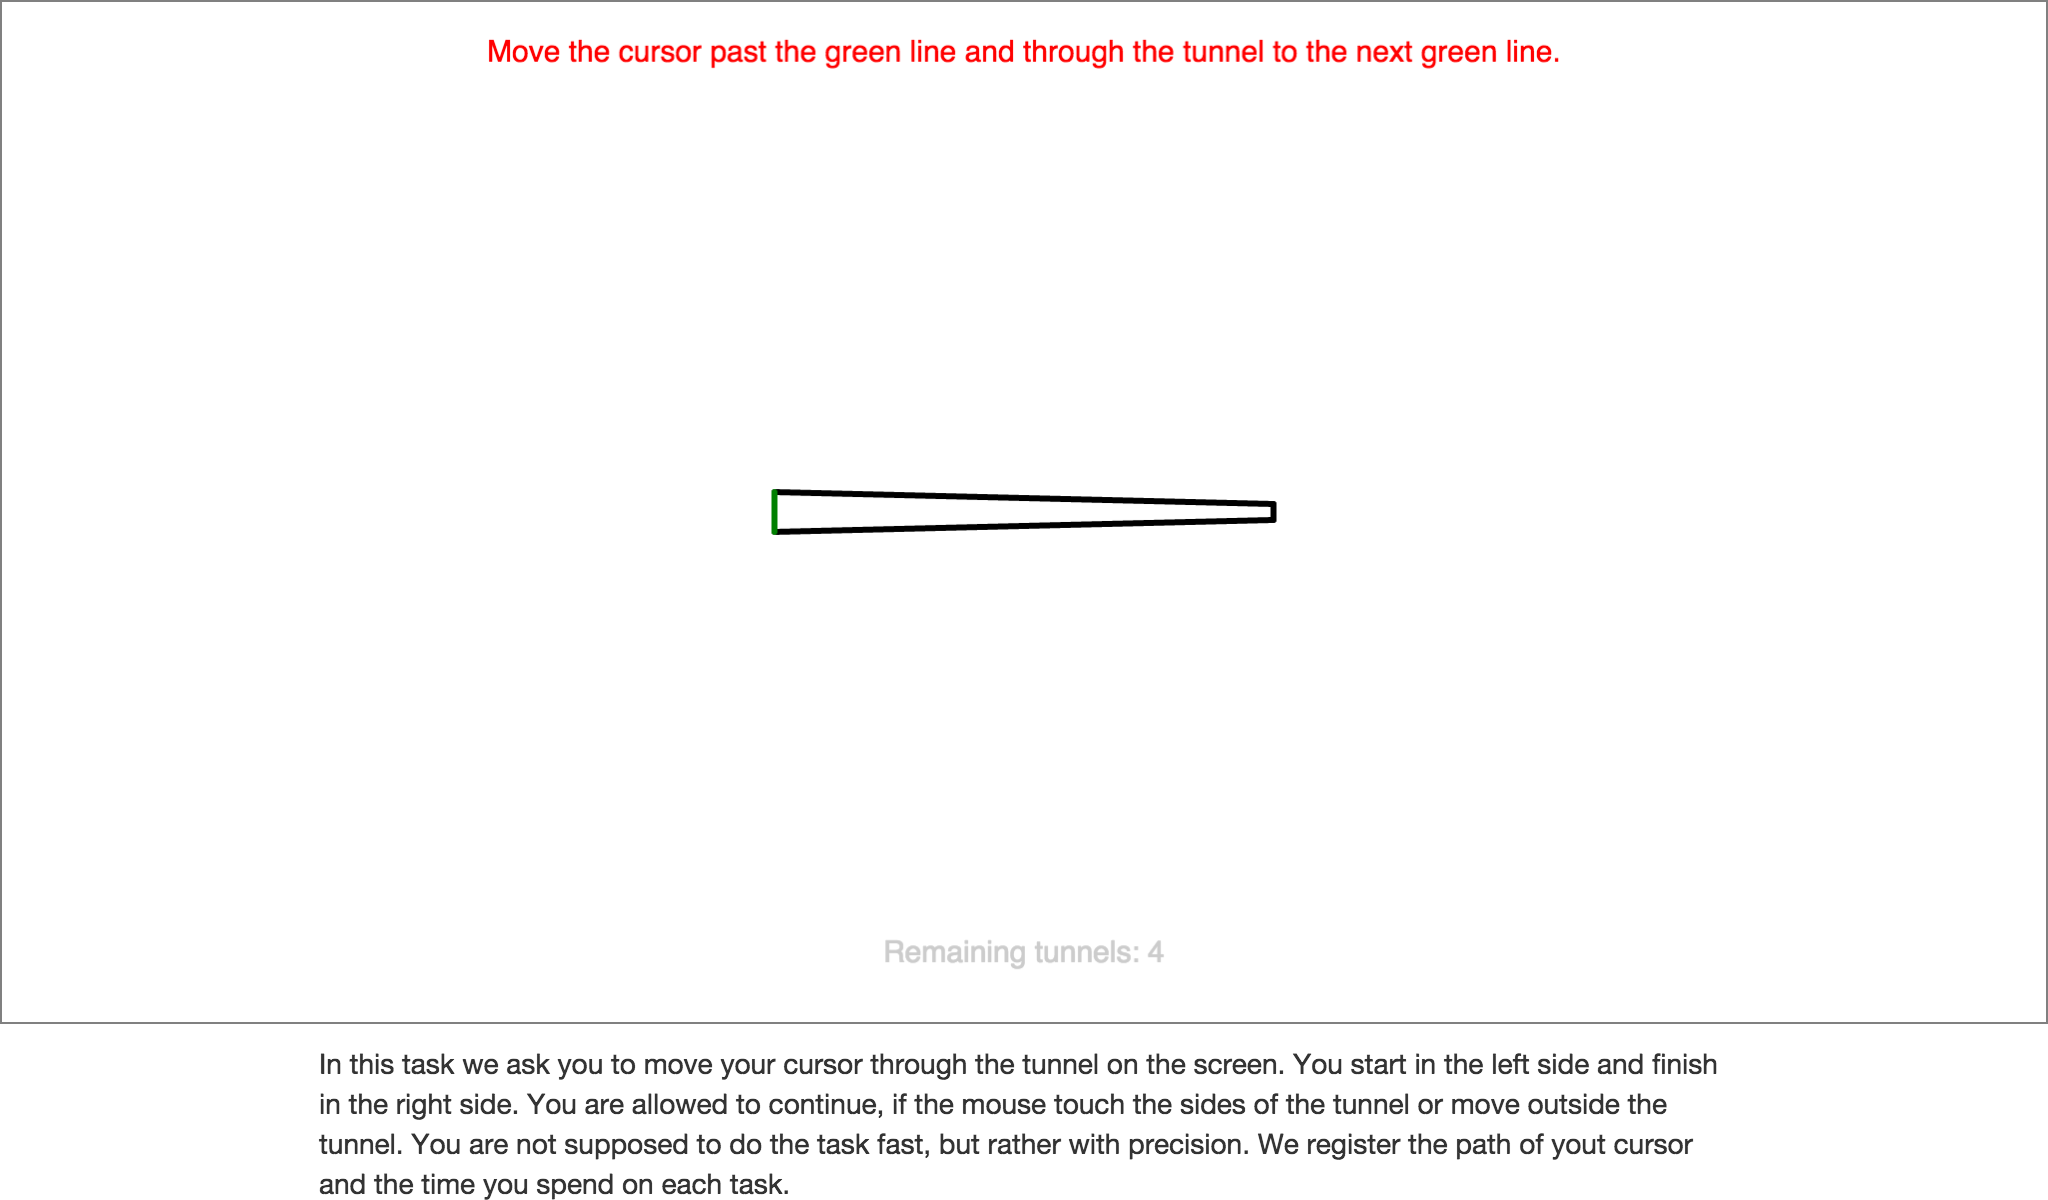 Move the cursor past the green line and through the tunnel to the next green line.
Remaining tunnels: 4
In this task we ask you to move your cursor through the tunnel on the screen. You start in the left side and finish
in the right side. You are allowed to continue, if the mouse touch the sides of the tunnel or move outside the
tunnel. You are not supposed to do the task fast, but rather with precision. We register the path of yout cursor
and the time you spend on each task.